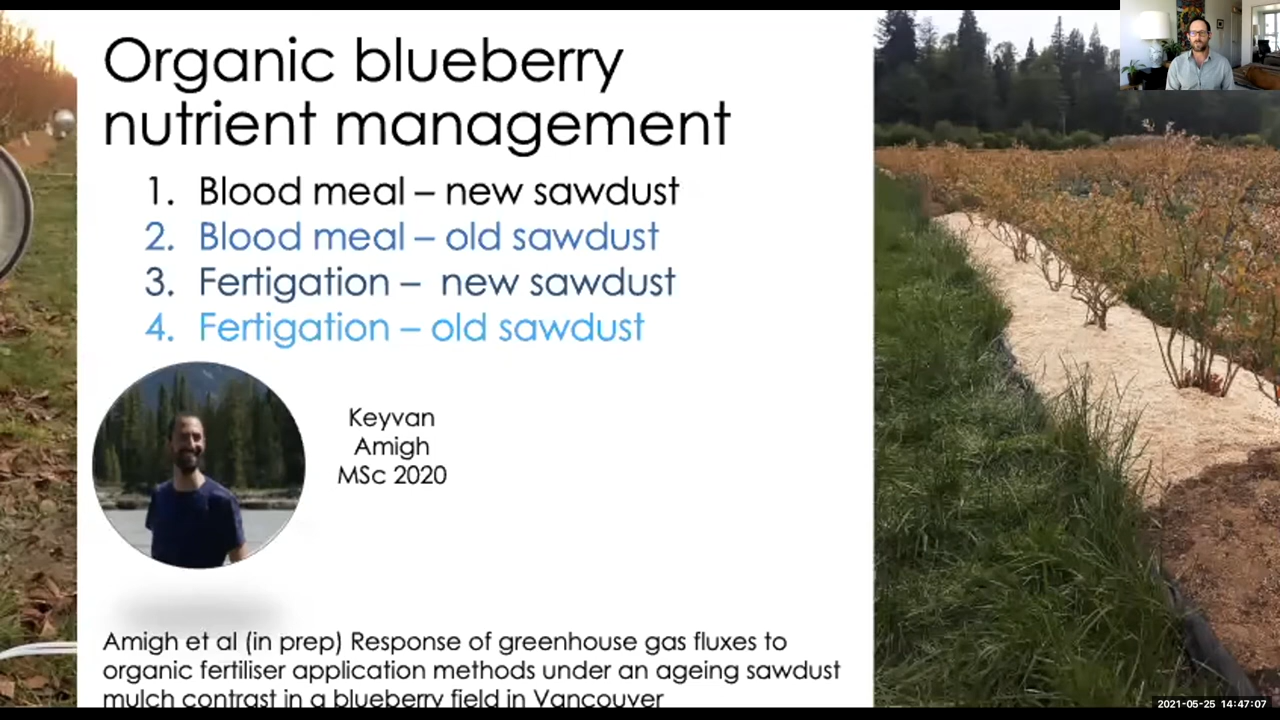 Organic blueberry
nutrient management
1. Blood meal – new sawdust
2. Blood meal – old sawdust
3. Fertigation – new sawdust
4. Fertigation – old sawdust
Keyvan
Amigh
MSc 2020
Amigh et al (in prep) Response of greenhouse gas fluxes to
organic fertiliser application methods under an ageing sawdust
mulch contrast in a blueberry field in Vancouver
2021-05-25 14:47:07